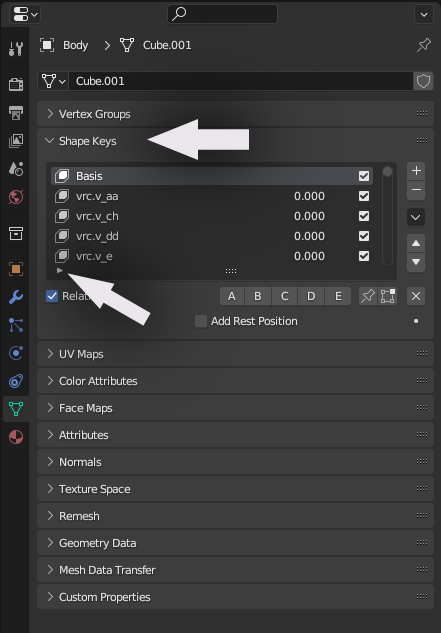 Body Cube.001
Cube.001
Vertex Groups
Shape Keys
Basis
vrc.v_aa 0.000
vrc.v_ch 0.000
vrc.v_dd 0.000
vrc.v_e 0.000
A B C D E
Add Rest Position
UV Maps
Color Attributes
Face Maps
Attributes
Normals
Texture Space
Remesh
Geometry Data
Mesh Data Transfer
Custom Properties